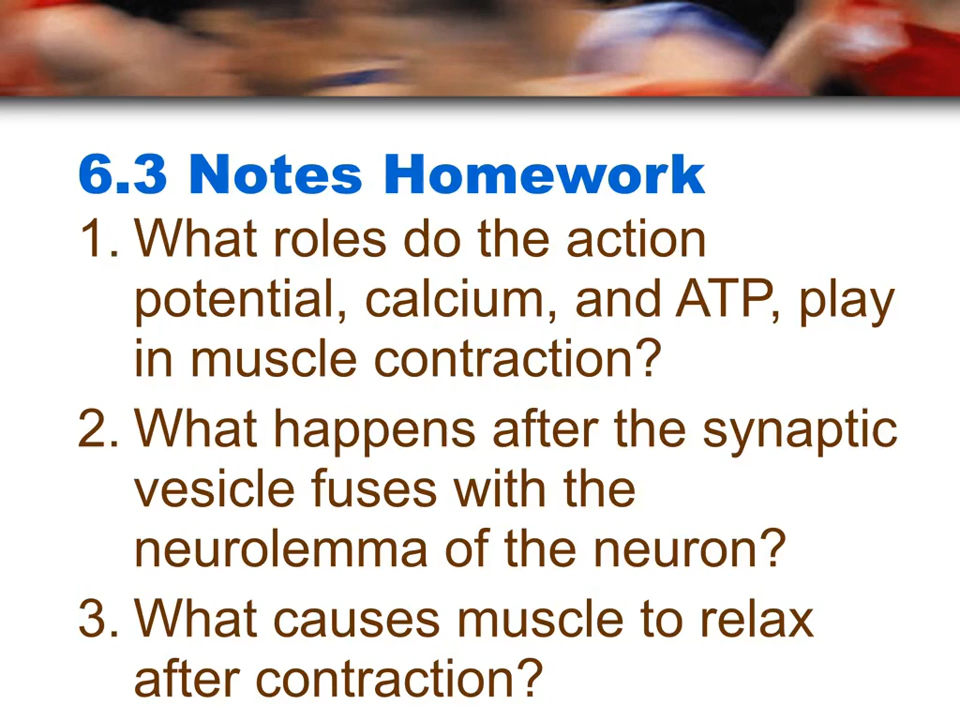 6.3 Notes Homework
1. What roles do the action
potential, calcium, and ATP, play
in muscle contraction?
2. What happens after the synaptic
vesicle fuses with the
neurolemma of the neuron?
3. What causes muscle to relax
after contraction?